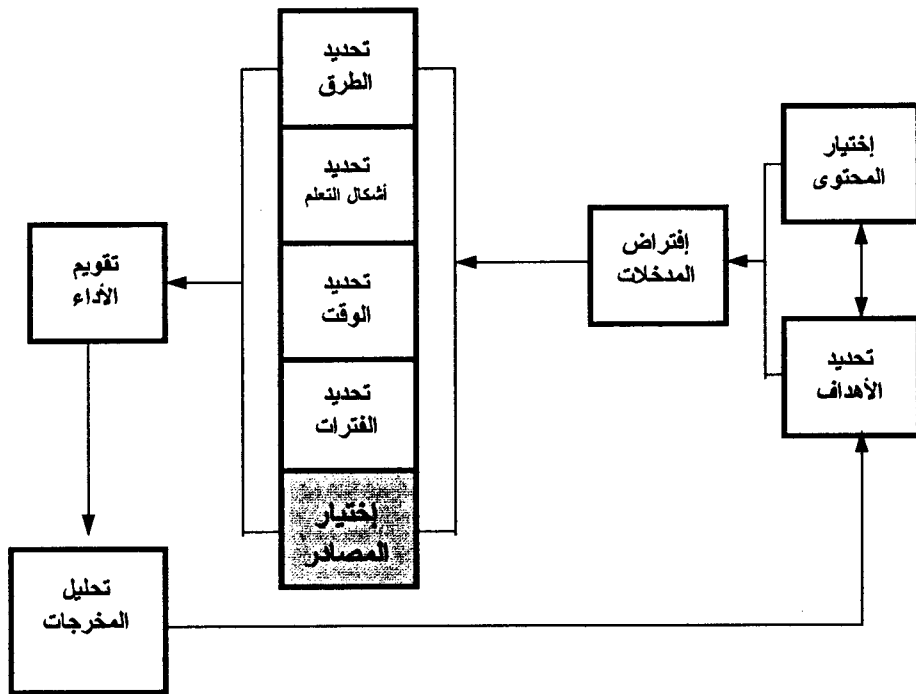 إختيار
المحتوى
تحديد
الأهداف
إفتراض
المدخلات
تحديد
الطرق
تحديد
أشكال التعلم
تحديد
الوقت
تحديد
الفترات
إختيار
المصادر
تقويم
الأداء
تحليل
المخرجات